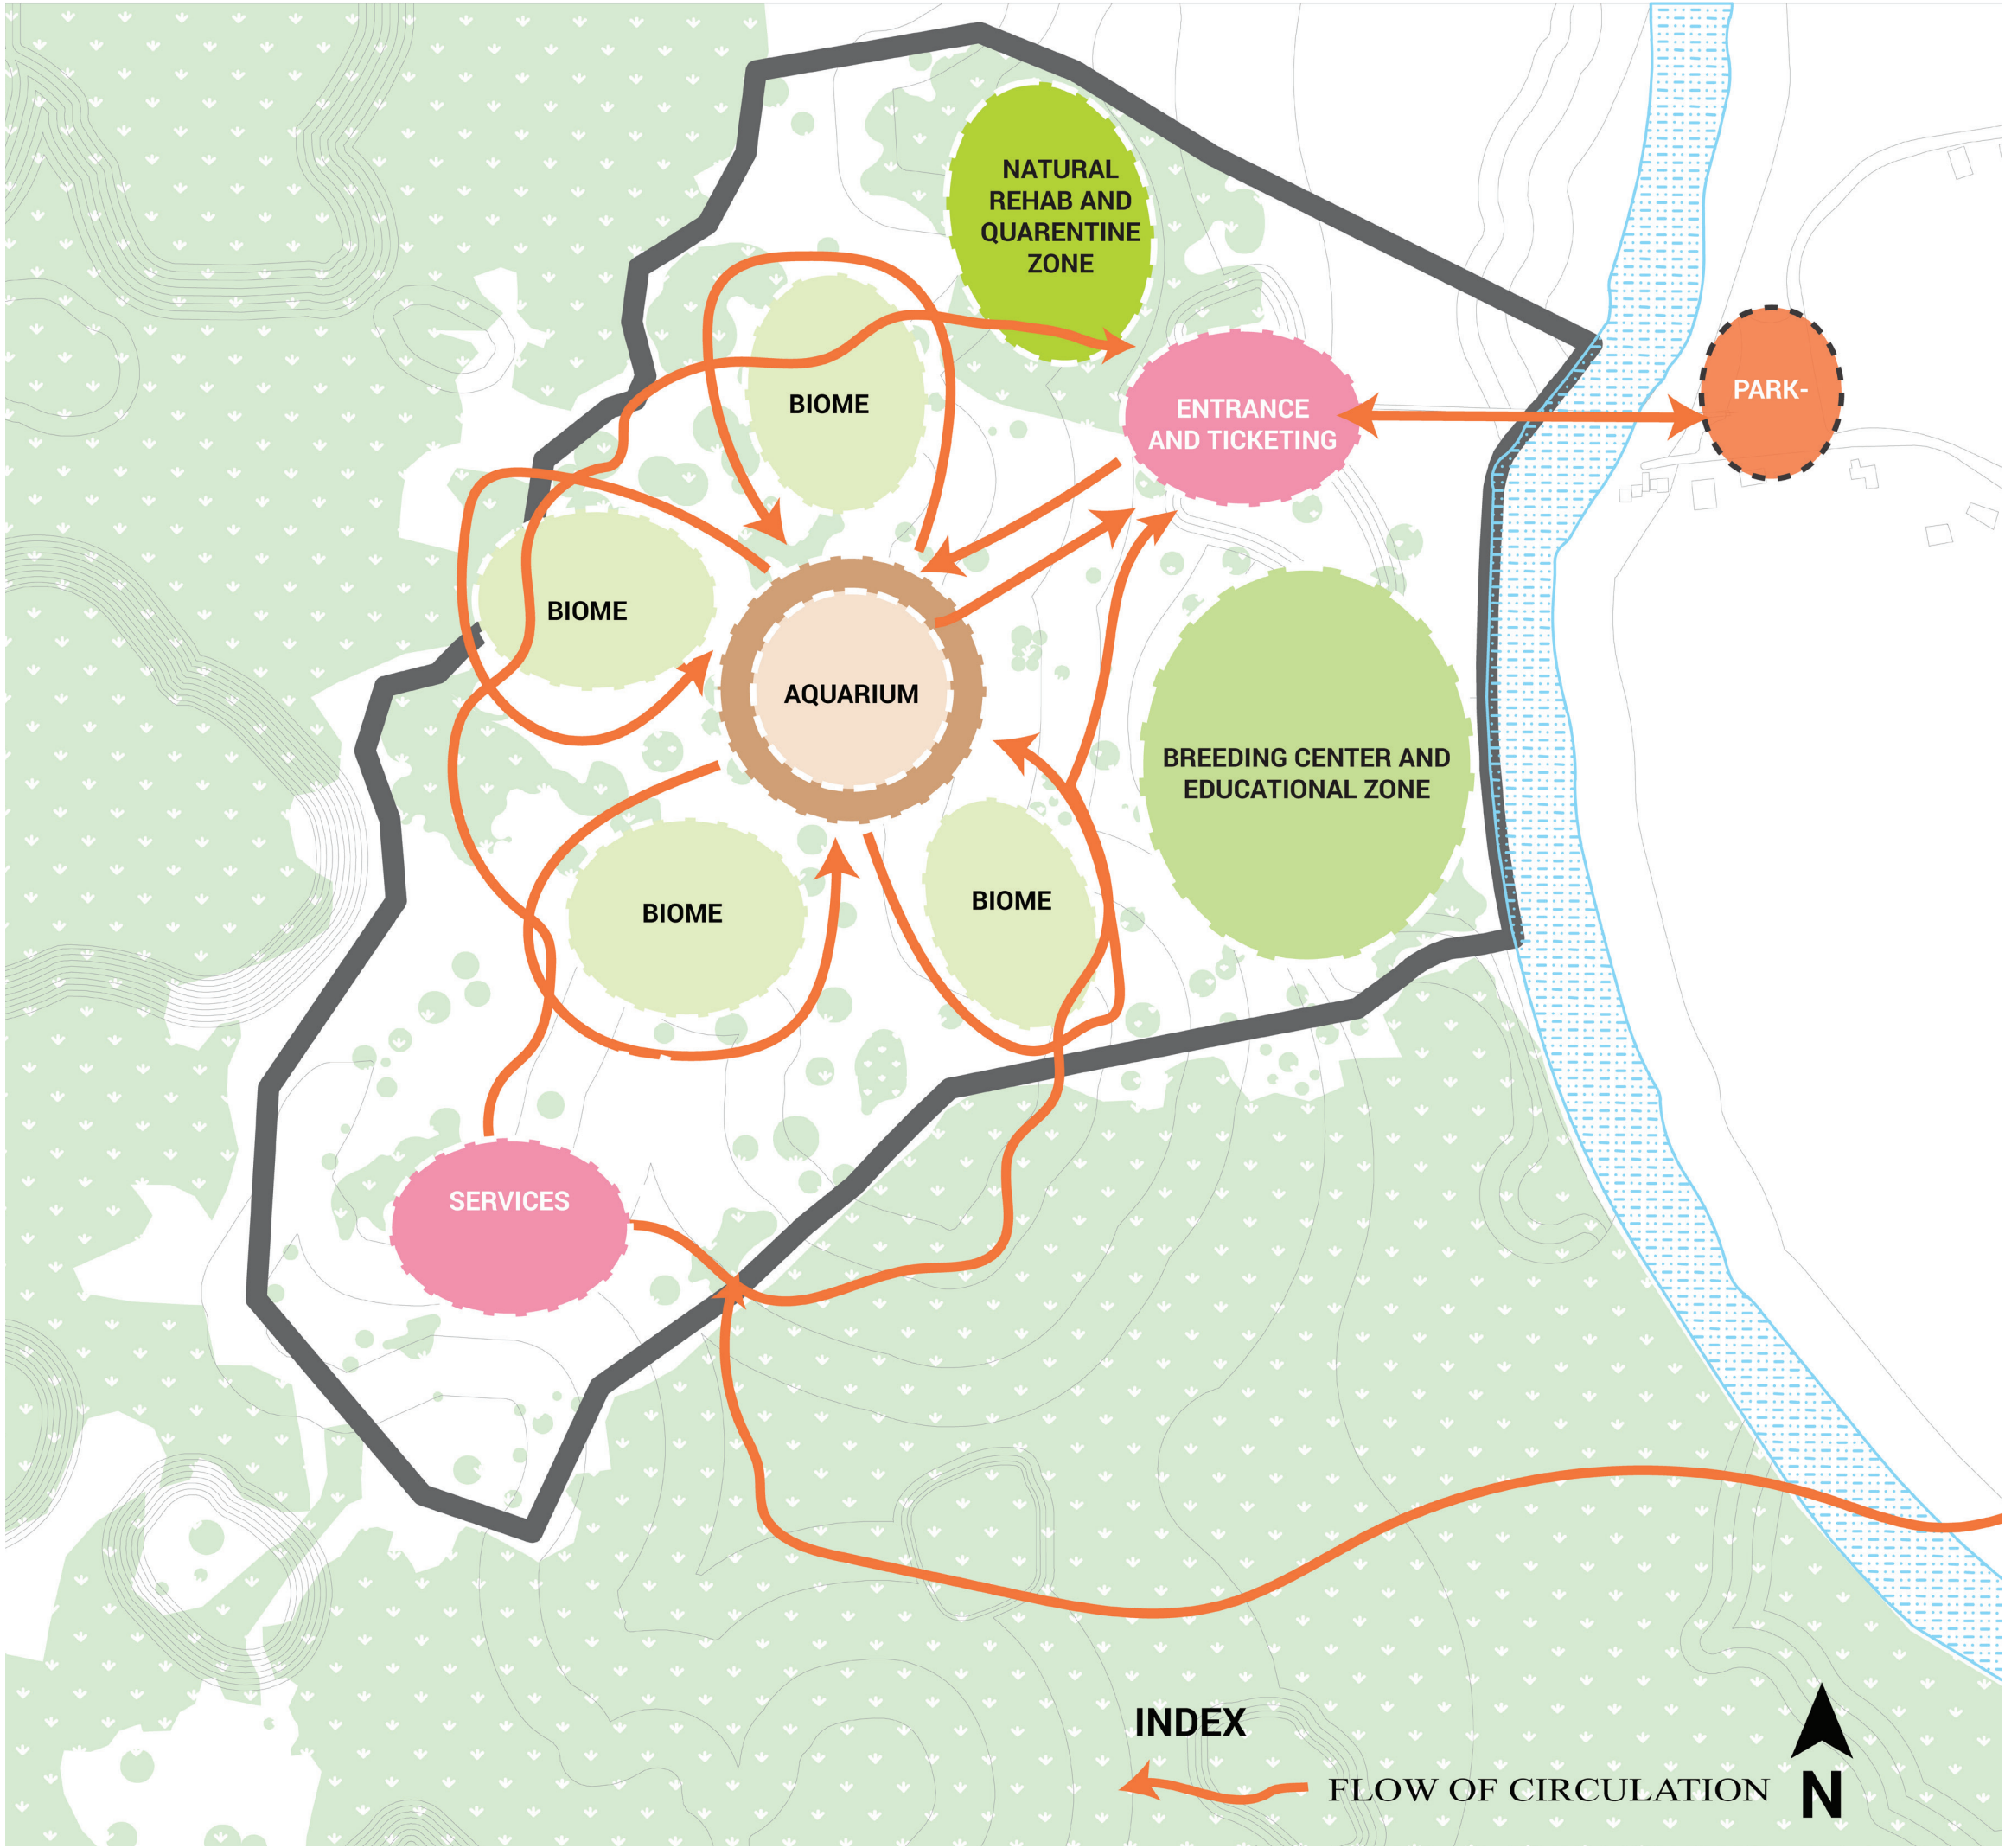 NATURAL
REHAB AND
QUARENTINE
ZONE
BIOME
ENTRANCE
AND TICKETING
PARK-
BIOME
AQUARIUM
BREEDING CENTER AND
EDUCATIONAL ZONE
BIOME
BIOME
SERVICES
INDEX
FLOW OF CIRCULATION
N